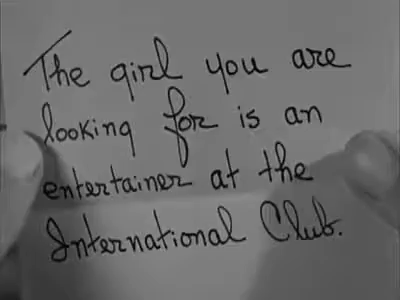 The girl you are
looking for is an
entertainer at the
International Club.